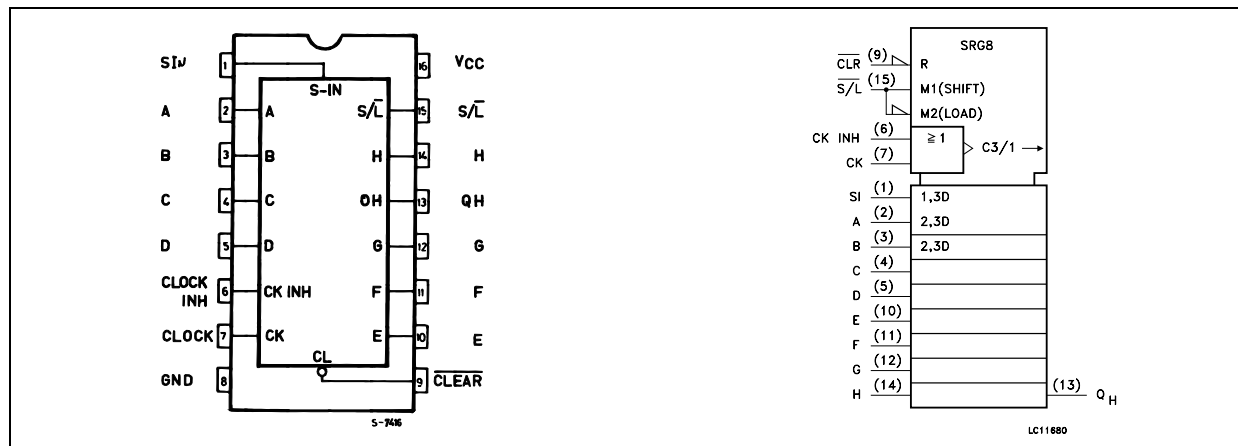 SIN 1 16 VCC
S-IN
A 2 A S/L̅ 15 S/L̅
B 3 B H 14 H
C 4 C QH 13 QH
D 5 D G 12 G
CLOCK INH 6 CK INH F 11 F
CLOCK 7 CK E 10 E
CL
GND 8 9 C̅L̅E̅A̅R̅
S-7416
SRG8
C̅L̅R̅ (9) R
S/L̅ (15) M1(SHIFT)
M2(LOAD)
CK INH (6) ≧1
C3/1 →
CK (7)
SI (1) 1,3D
A (2) 2,3D
B (3) 2,3D
C (4)
D (5)
E (10)
F (11)
G (12)
H (14) (13) QH
LC11680